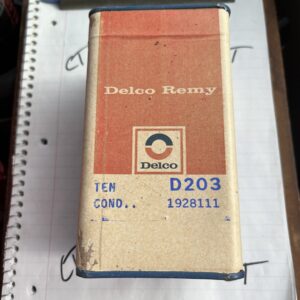 Delco Remy
Delco
TEN D203
COND.. 1928111